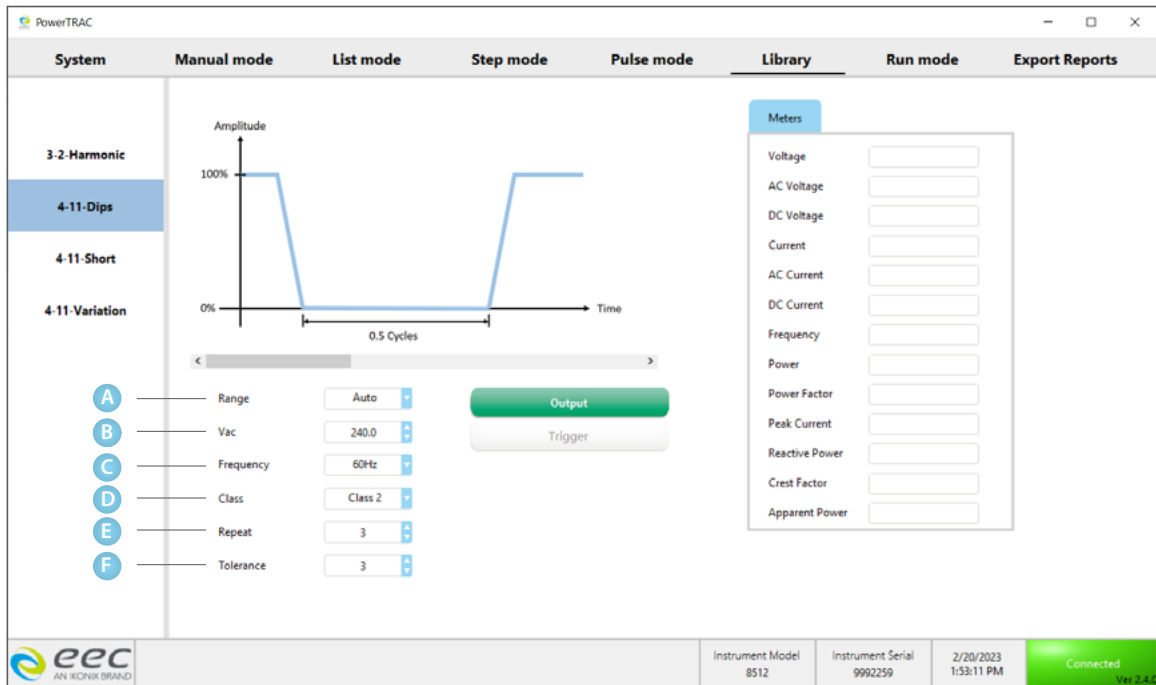 PowerTRAC
System Manual mode List mode Step mode Pulse mode Library Run mode Export Reports
3-2-Harmonic
4-11-Dips
4-11-Short
4-11-Variation
Amplitude
100%
0%
Time
0.5 Cycles
A Range Auto
B Vac 240.0
C Frequency 60Hz
D Class Class 2
E Repeat 3
F Tolerance 3
Output
Trigger
Meters
Voltage
AC Voltage
DC Voltage
Current
AC Current
DC Current
Frequency
Power
Power Factor
Peak Current
Reactive Power
Crest Factor
Apparent Power
eec
AN IKONIX BRAND
Instrument Model
8512
Instrument Serial
9992259
2/20/2023
1:53:11 PM
Connected
Ver 2.4.0